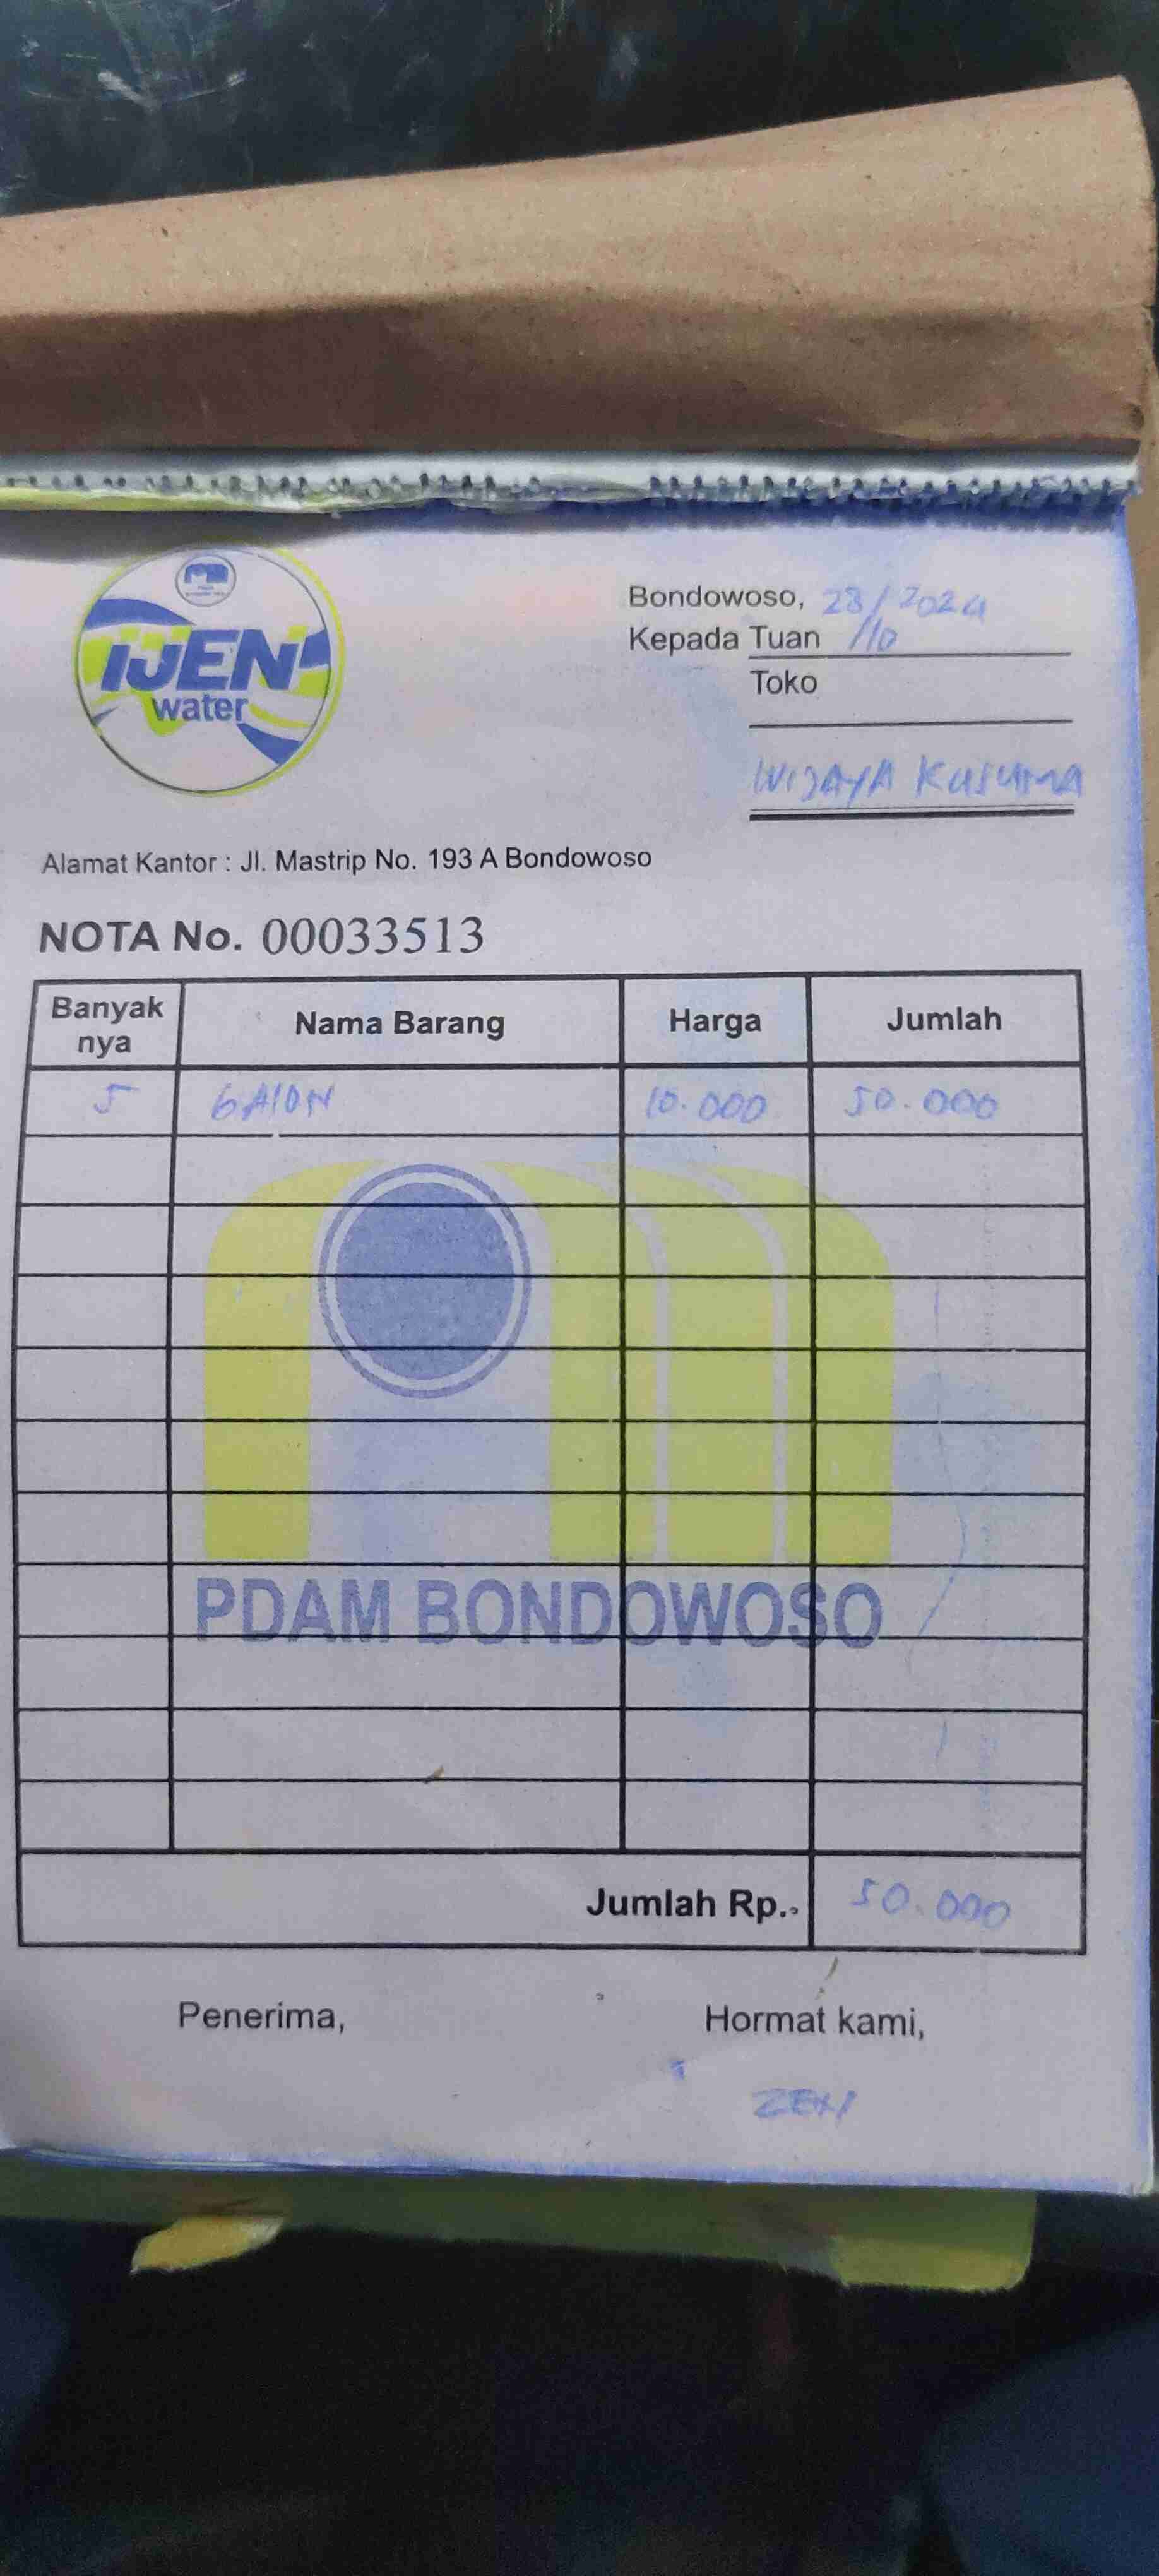 IJEN
water
Bondowoso, 28/10 2024
Kepada Tuan
Toko
WIJAYA KUSUMA
Alamat Kantor : Jl. Mastrip No. 193 A Bondowoso
NOTA No. 00033513
Banyak nya Nama Barang Harga Jumlah
5 GAlON 10.000 50.000
PDAM BONDOWOSO
Jumlah Rp. 50.000
Penerima, Hormat kami,
ZEN